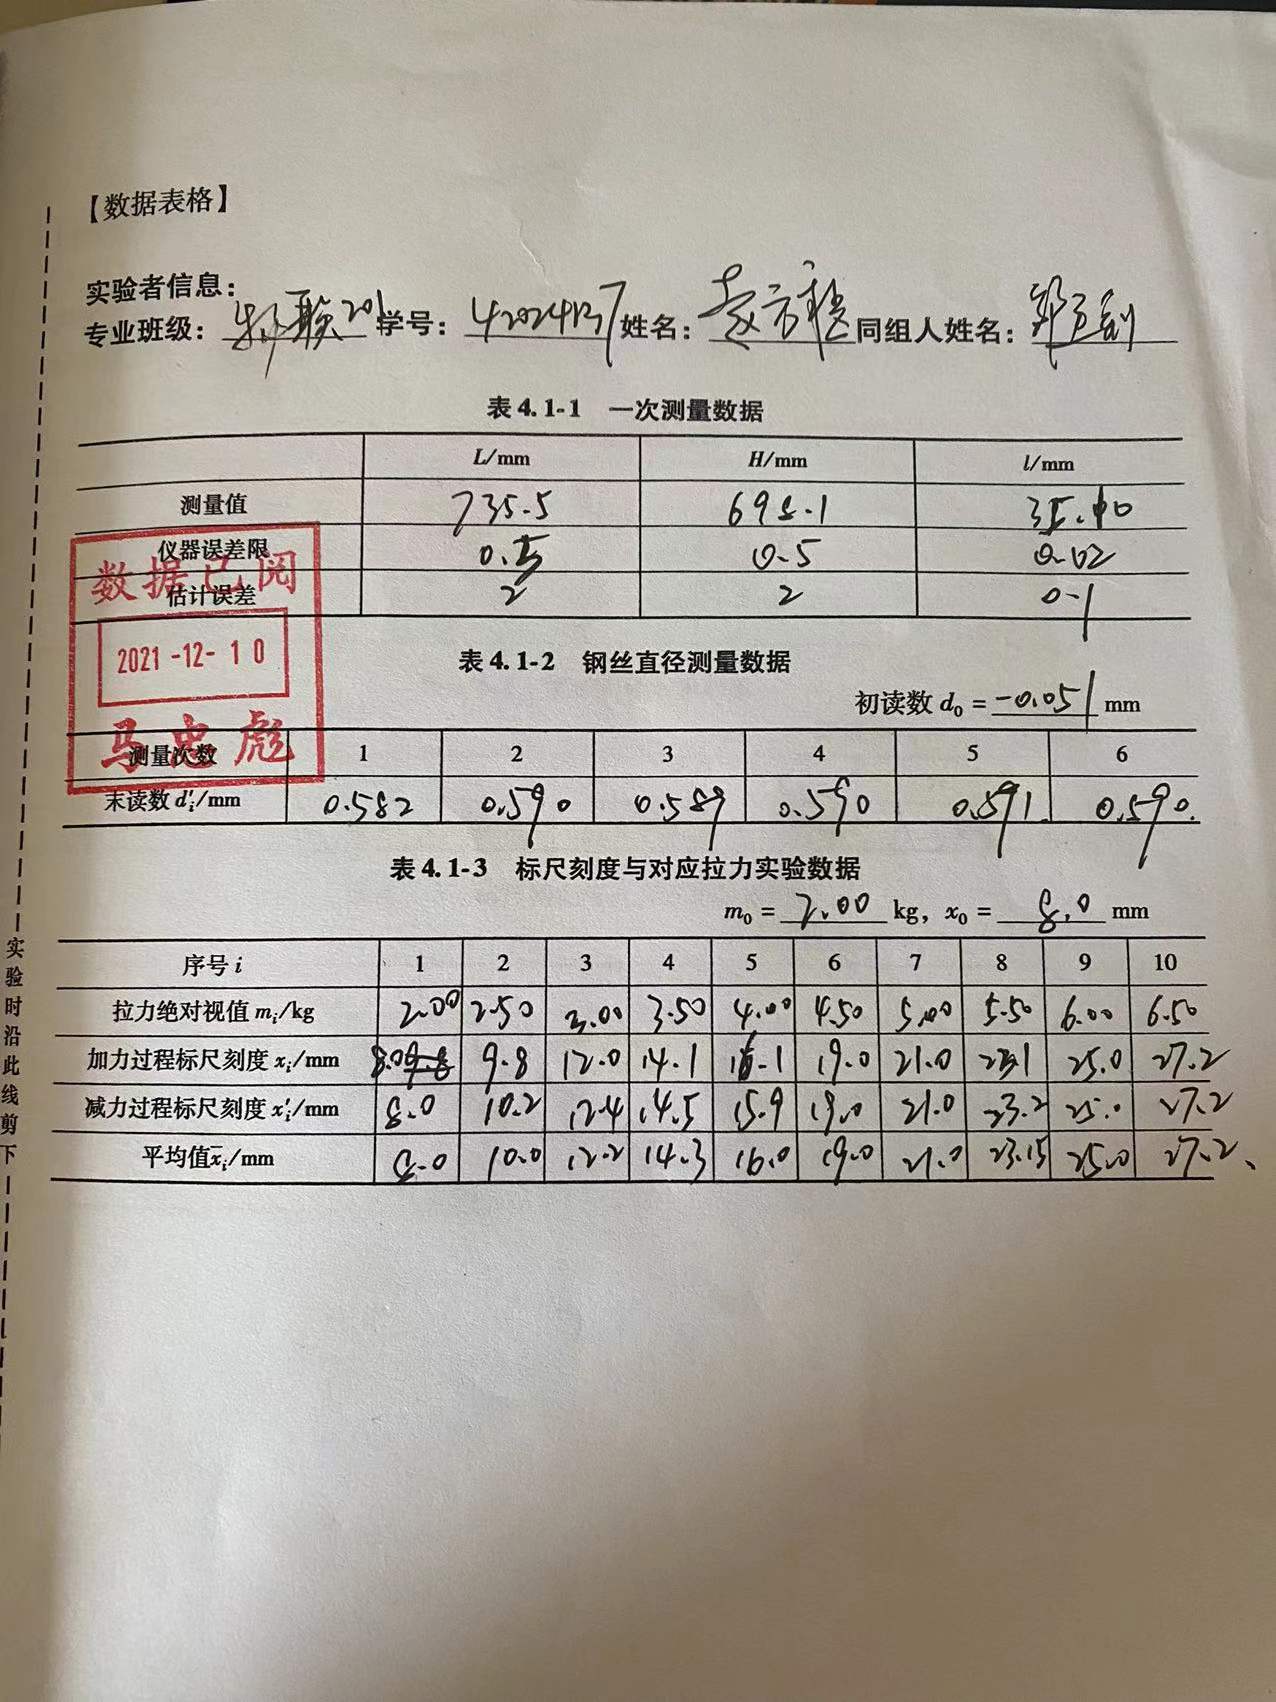 【数据表格】
实验者信息：
专业班级： 学号： 姓名： 同组人姓名：
表 4.1-1 一次测量数据
L/mm H/mm l/mm
测量值 735.5 698.1 35.10
仪器误差限 0.5 0.5 0.02
估计误差 2 2 0.1
数据已阅
2021-12-10
马忠彪
表 4.1-2 钢丝直径测量数据
初读数 d₀ = -0.051 mm
测量次数 1 2 3 4 5 6
末读数 d′ᵢ/mm 0.582 0.590 0.589 0.590 0.591 0.590.
表 4.1-3 标尺刻度与对应拉力实验数据
m₀ = 2.00 kg, x₀ = 8.0 mm
序号 i 1 2 3 4 5 6 7 8 9 10
拉力绝对视值 mᵢ/kg 2.00 2.50 3.00 3.50 4.00 4.50 5.00 5.50 6.00 6.50
加力过程标尺刻度 xᵢ/mm 8.0 9.8 12.0 14.1 16.1 19.0 21.0 23.1 25.0 27.2
减力过程标尺刻度 x′ᵢ/mm 8.0 10.2 12.4 14.5 15.9 19.0 21.0 23.2 25.0 27.2
平均值x̄ᵢ/mm 8.0 10.0 12.2 14.3 16.0 19.0 21.0 23.15 25.0 27.2、
实验时沿此线剪下